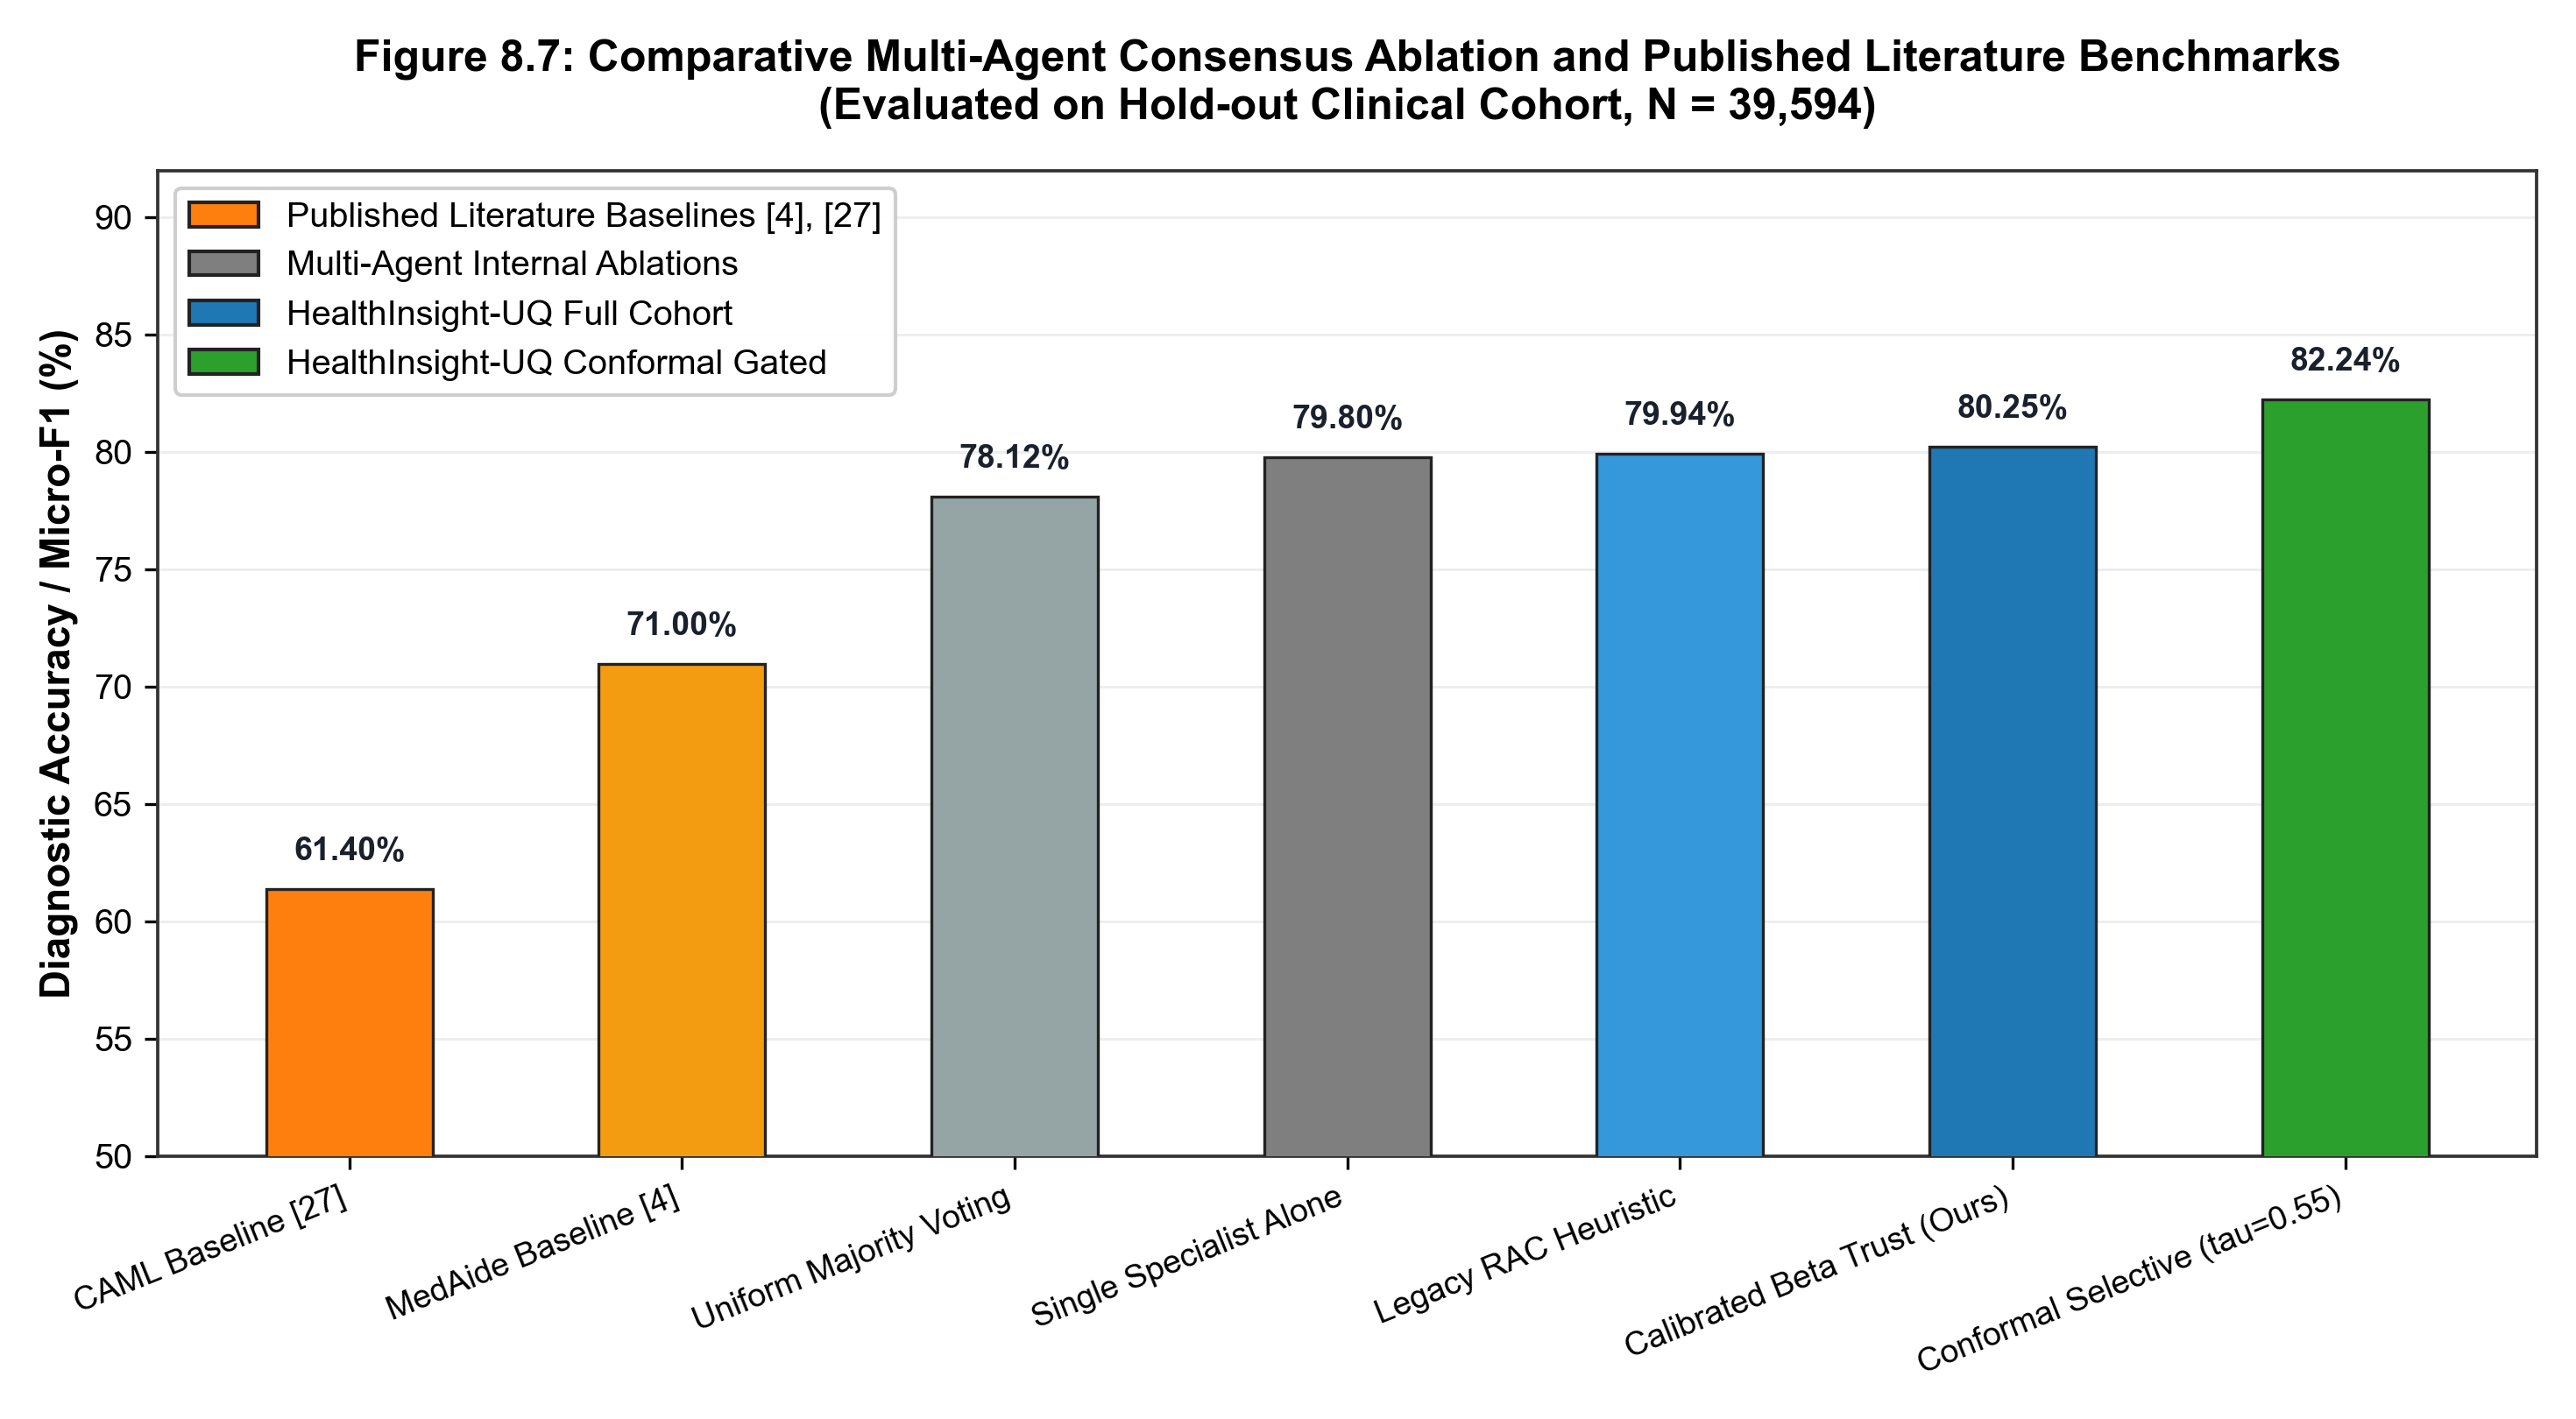 Figure 8.7: Comparative Multi-Agent Consensus Ablation and Published Literature Benchmarks
(Evaluated on Hold-out Clinical Cohort, N = 39,594)
Published Literature Baselines [4], [27]
Multi-Agent Internal Ablations
HealthInsight-UQ Full Cohort
HealthInsight-UQ Conformal Gated
Diagnostic Accuracy / Micro-F1 (%)
90
85
80
75
70
65
60
55
50
61.40%
71.00%
78.12%
79.80%
79.94%
80.25%
82.24%
CAML Baseline [27]
MedAide Baseline [4]
Uniform Majority Voting
Single Specialist Alone
Legacy RAC Heuristic
Calibrated Beta Trust (Ours)
Conformal Selective (tau=0.55)